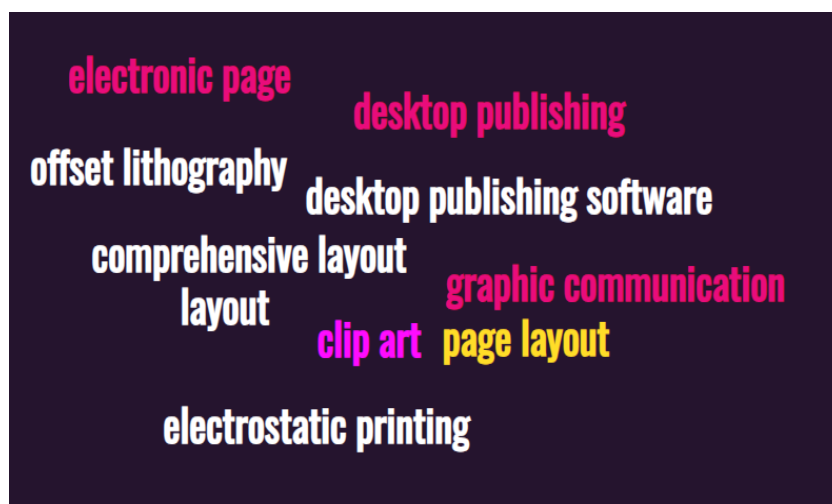 electronic page
desktop publishing
offset lithography
desktop publishing software
comprehensive layout
graphic communication
layout
clip art
page layout
electrostatic printing